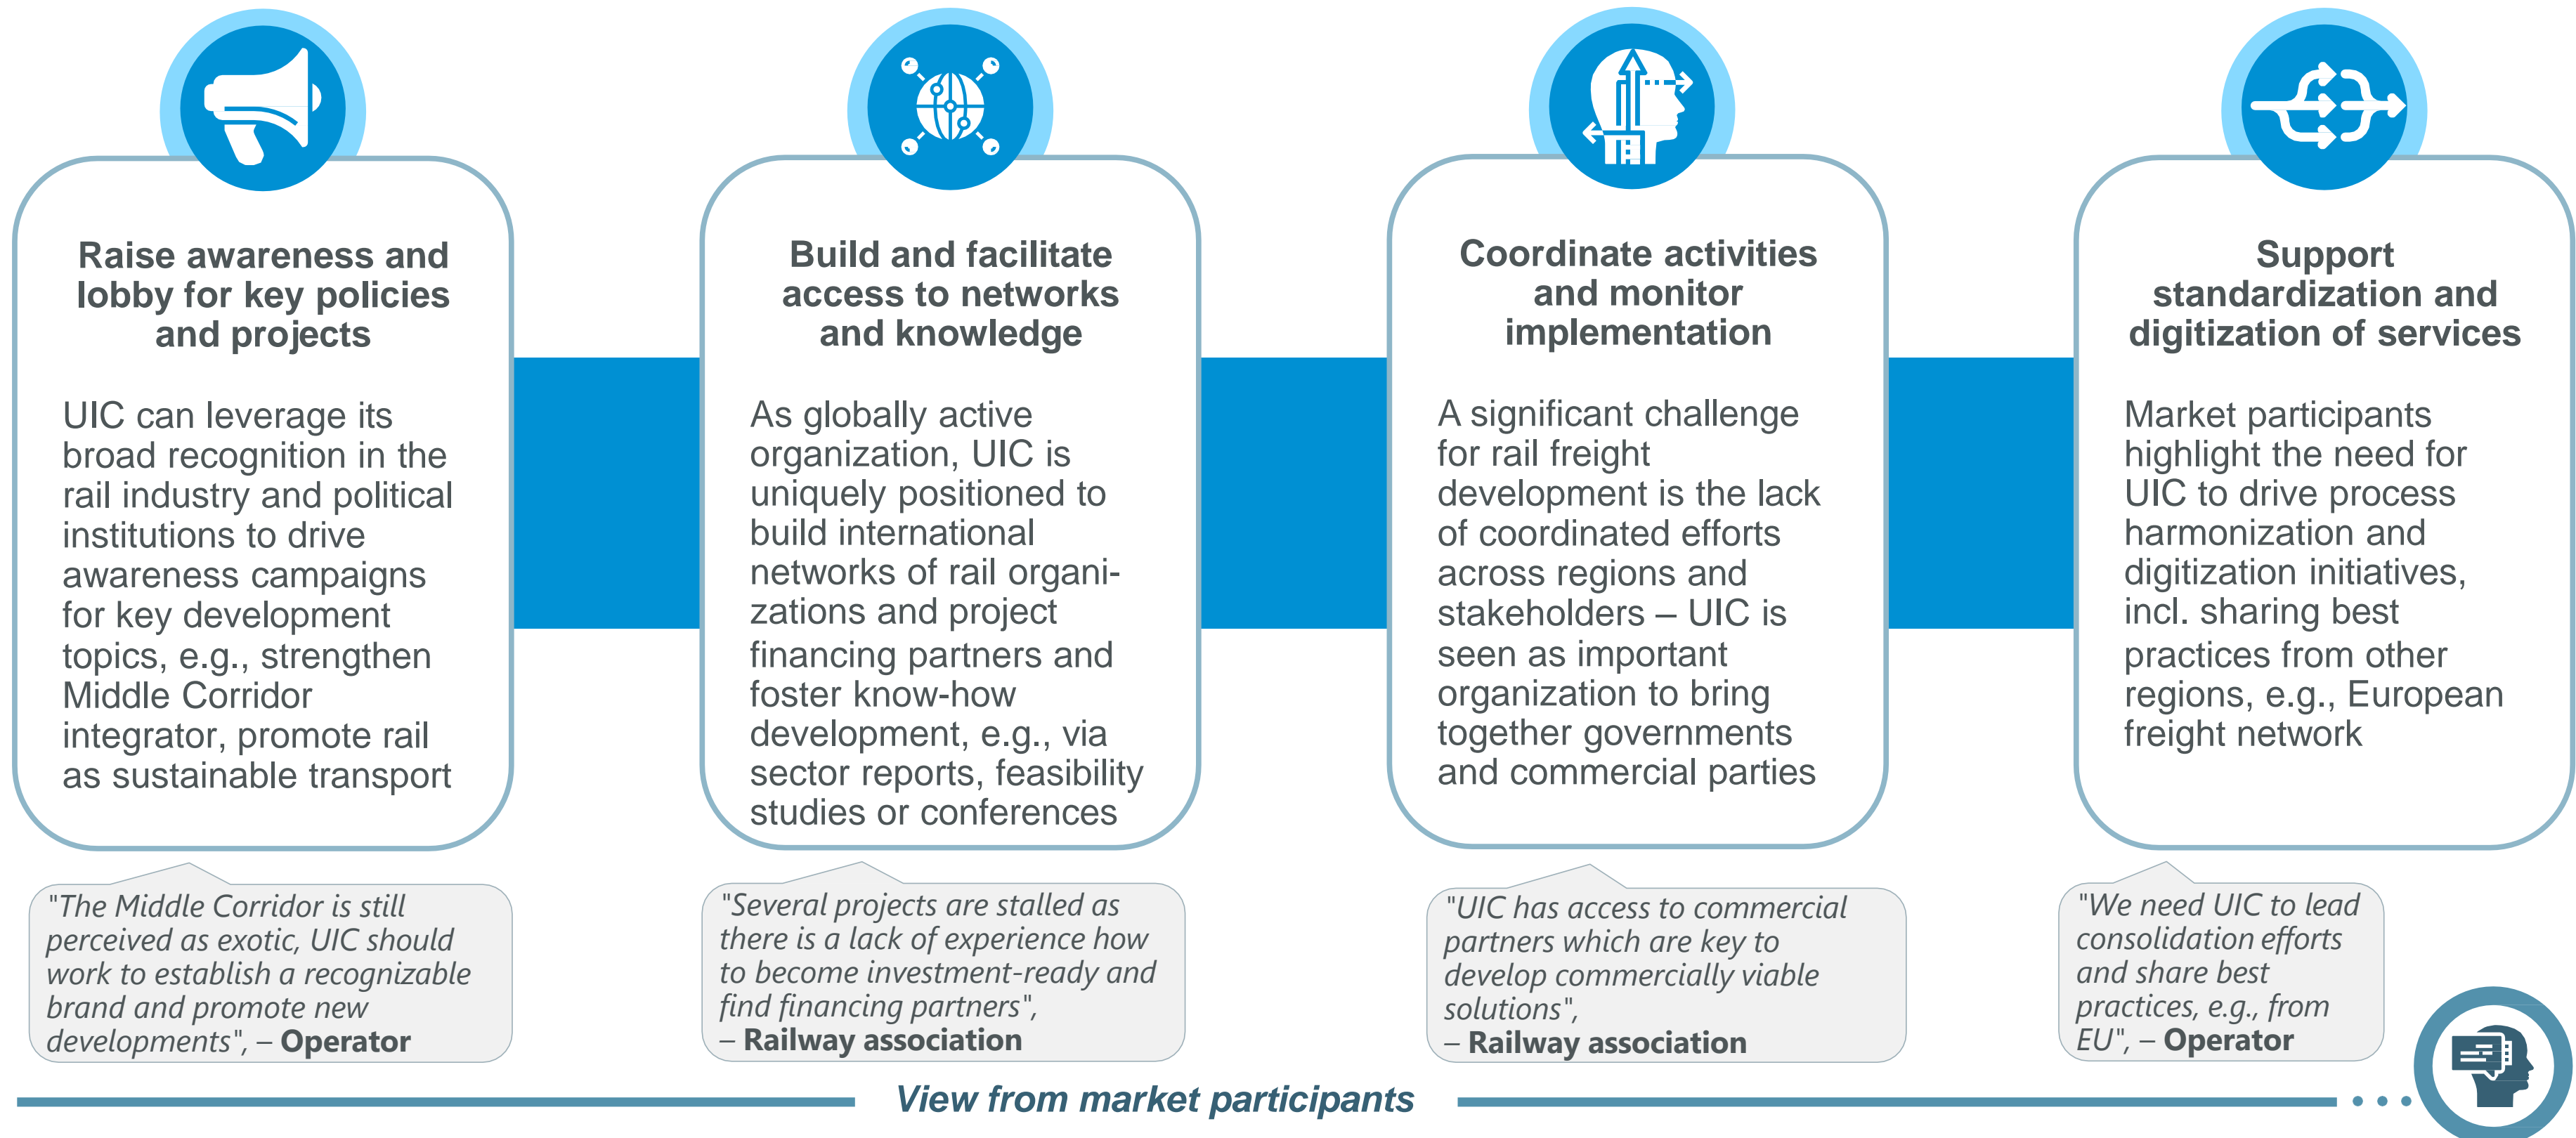 Raise awareness and
lobby for key policies
and projects
UIC can leverage its
broad recognition in the
rail industry and political
institutions to drive
awareness campaigns
for key development
topics, e.g., strengthen
Middle Corridor
integrator, promote rail
as sustainable transport
"The Middle Corridor is still
perceived as exotic, UIC should
work to establish a recognizable
brand and promote new
developments", – Operator
Build and facilitate
access to networks
and knowledge
As globally active
organization, UIC is
uniquely positioned to
build international
networks of rail organi-
zations and project
financing partners and
foster know-how
development, e.g., via
sector reports, feasibility
studies or conferences
"Several projects are stalled as
there is a lack of experience how
to become investment-ready and
find financing partners",
– Railway association
Coordinate activities
and monitor
implementation
A significant challenge
for rail freight
development is the lack
of coordinated efforts
across regions and
stakeholders – UIC is
seen as important
organization to bring
together governments
and commercial parties
"UIC has access to commercial
partners which are key to
develop commercially viable
solutions",
– Railway association
Support
standardization and
digitization of services
Market participants
highlight the need for
UIC to drive process
harmonization and
digitization initiatives,
incl. sharing best
practices from other
regions, e.g., European
freight network
"We need UIC to lead
consolidation efforts
and share best
practices, e.g., from
EU", – Operator
View from market participants